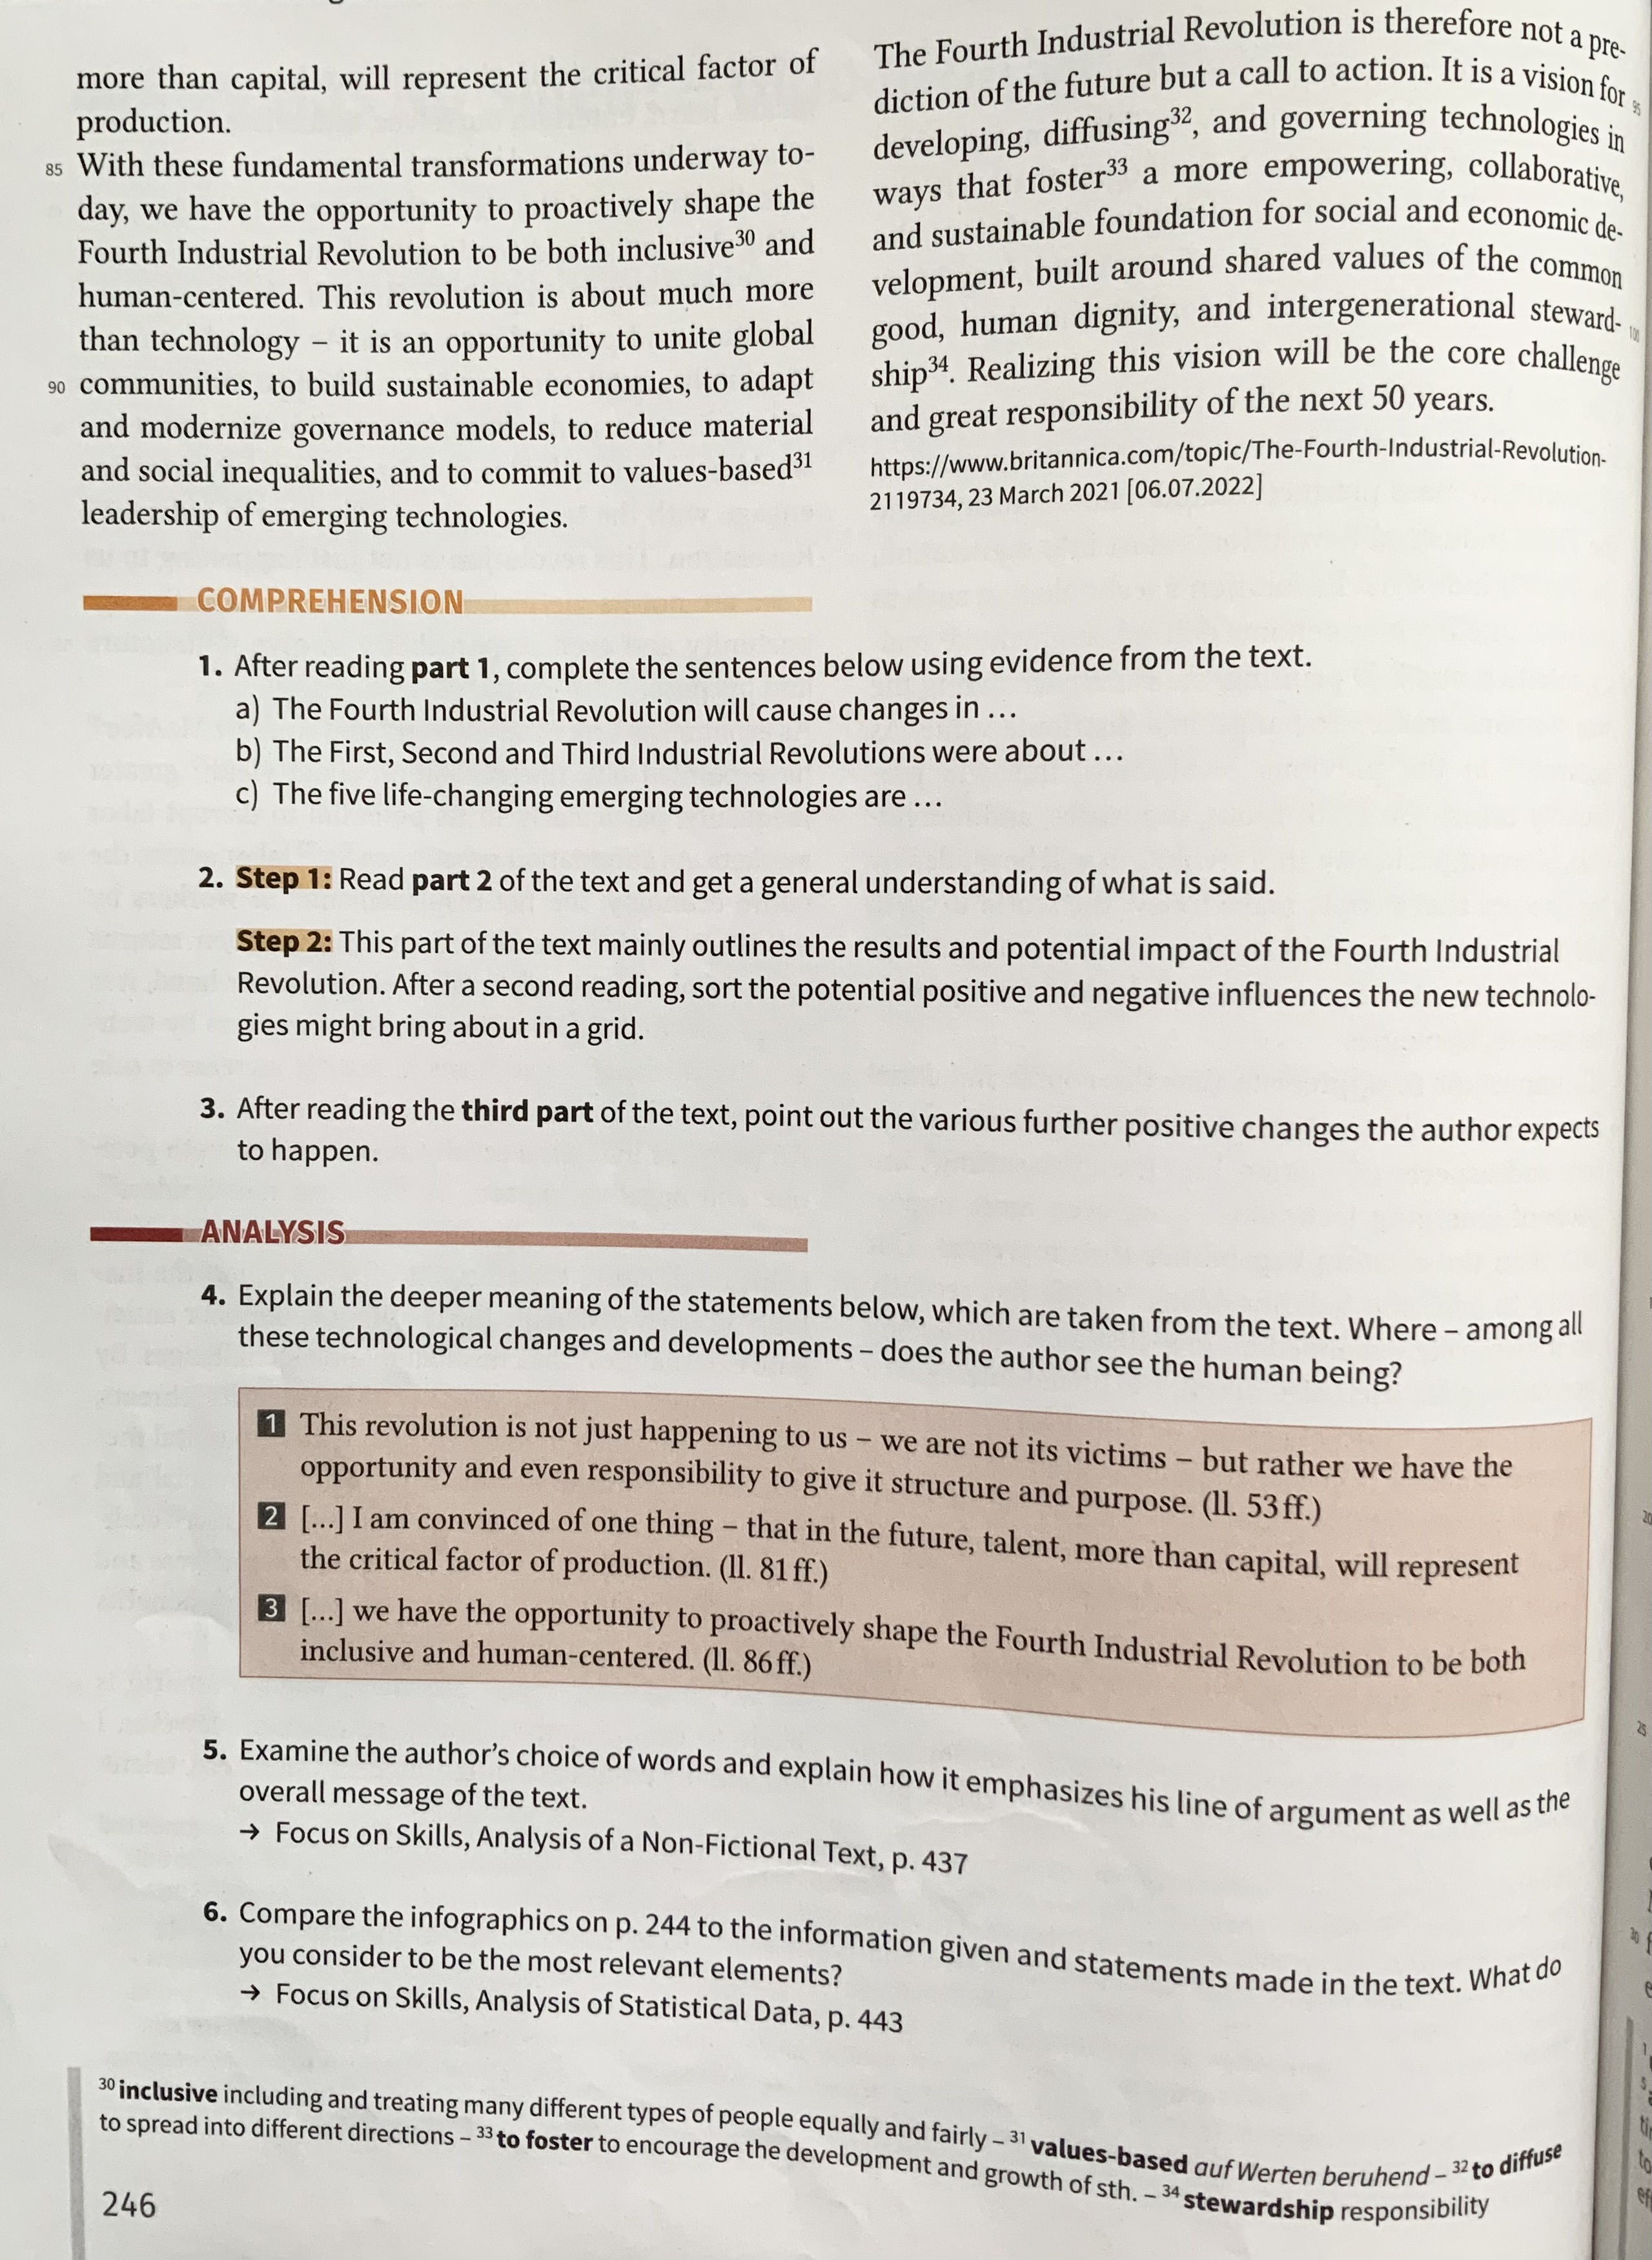 more than capital, will represent the critical factor of
production.
85 With these fundamental transformations underway to-
day, we have the opportunity to proactively shape the
Fourth Industrial Revolution to be both inclusive30 and
human-centered. This revolution is about much more
than technology – it is an opportunity to unite global
90 communities, to build sustainable economies, to adapt
and modernize governance models, to reduce material
and social inequalities, and to commit to values-based31
leadership of emerging technologies.
The Fourth Industrial Revolution is therefore not a pre-
diction of the future but a call to action. It is a vision for 95
developing, diffusing32, and governing technologies in
ways that foster33 a more empowering, collaborative,
and sustainable foundation for social and economic de-
velopment, built around shared values of the common
good, human dignity, and intergenerational steward- 100
ship34. Realizing this vision will be the core challenge
and great responsibility of the next 50 years.
https://www.britannica.com/topic/The-Fourth-Industrial-Revolution-
2119734, 23 March 2021 [06.07.2022]
COMPREHENSION
1. After reading part 1, complete the sentences below using evidence from the text.
a) The Fourth Industrial Revolution will cause changes in …
b) The First, Second and Third Industrial Revolutions were about …
c) The five life-changing emerging technologies are …
2. Step 1: Read part 2 of the text and get a general understanding of what is said.
Step 2: This part of the text mainly outlines the results and potential impact of the Fourth Industrial
Revolution. After a second reading, sort the potential positive and negative influences the new technolo-
gies might bring about in a grid.
3. After reading the third part of the text, point out the various further positive changes the author expects
to happen.
ANALYSIS
4. Explain the deeper meaning of the statements below, which are taken from the text. Where – among all
these technological changes and developments – does the author see the human being?
1 This revolution is not just happening to us – we are not its victims – but rather we have the
opportunity and even responsibility to give it structure and purpose. (ll. 53 ff.)
2 […] I am convinced of one thing – that in the future, talent, more than capital, will represent
the critical factor of production. (ll. 81 ff.)
3 […] we have the opportunity to proactively shape the Fourth Industrial Revolution to be both
inclusive and human-centered. (ll. 86 ff.)
5. Examine the author's choice of words and explain how it emphasizes his line of argument as well as the
overall message of the text.
→ Focus on Skills, Analysis of a Non-Fictional Text, p. 437
6. Compare the infographics on p. 244 to the information given and statements made in the text. What do
you consider to be the most relevant elements?
→ Focus on Skills, Analysis of Statistical Data, p. 443
30 inclusive including and treating many different types of people equally and fairly – 31 values-based auf Werten beruhend – 32 to diffuse
to spread into different directions – 33 to foster to encourage the development and growth of sth. – 34 stewardship responsibility
246